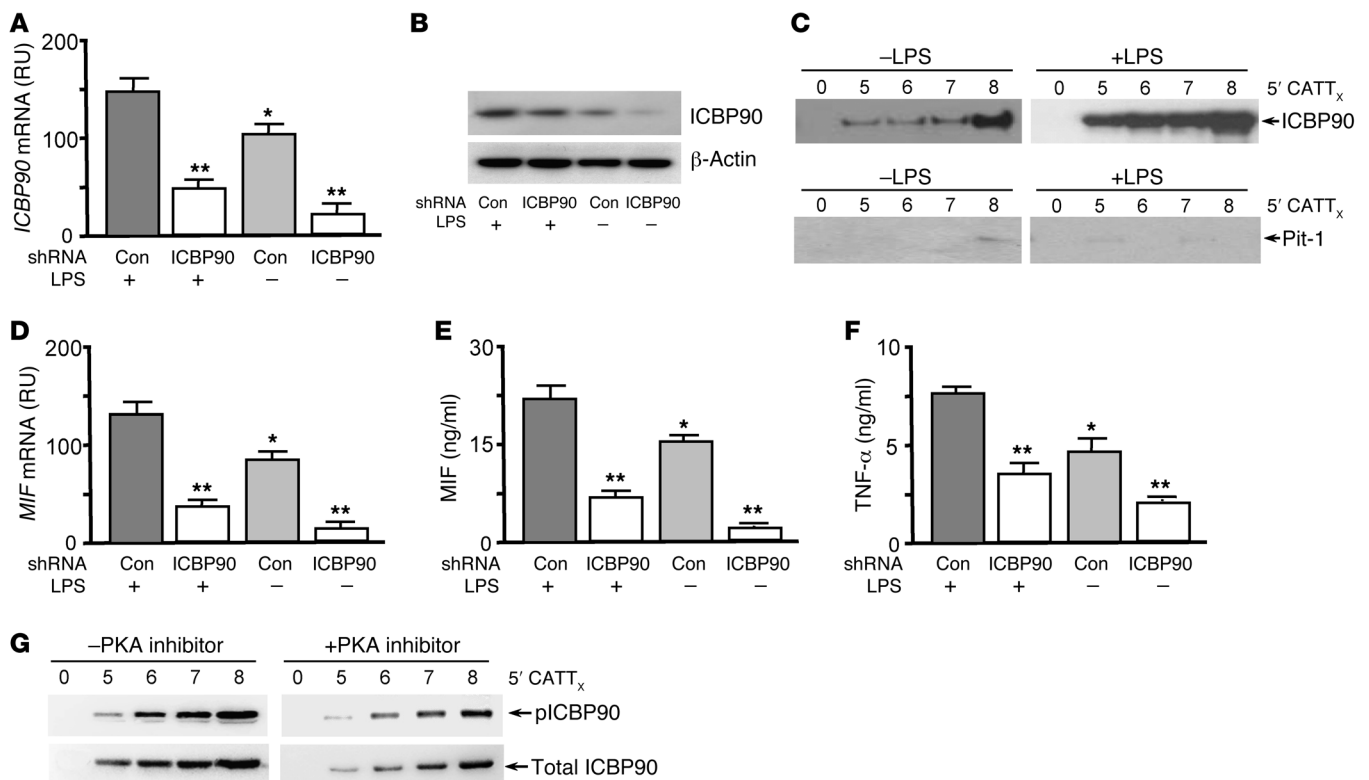 A
ICBP90 mRNA (RU)
200
100
0
**
*
**
shRNA Con ICBP90 Con ICBP90
LPS + + – –
B
ICBP90
β-Actin
shRNA Con ICBP90 Con ICBP90
LPS + + – –
C
–LPS +LPS
0 5 6 7 8 0 5 6 7 8 5′ CATTX
ICBP90
–LPS +LPS
0 5 6 7 8 0 5 6 7 8 5′ CATTX
Pit-1
D
MIF mRNA (RU)
200
100
0
**
*
**
shRNA Con ICBP90 Con ICBP90
LPS + + – –
E
MIF (ng/ml)
30
15
0
**
*
**
shRNA Con ICBP90 Con ICBP90
LPS + + – –
F
TNF-α (ng/ml)
10
5
0
**
*
**
shRNA Con ICBP90 Con ICBP90
LPS + + – –
G
–PKA inhibitor +PKA inhibitor
0 5 6 7 8 0 5 6 7 8 5′ CATTX
pICBP90
Total ICBP90